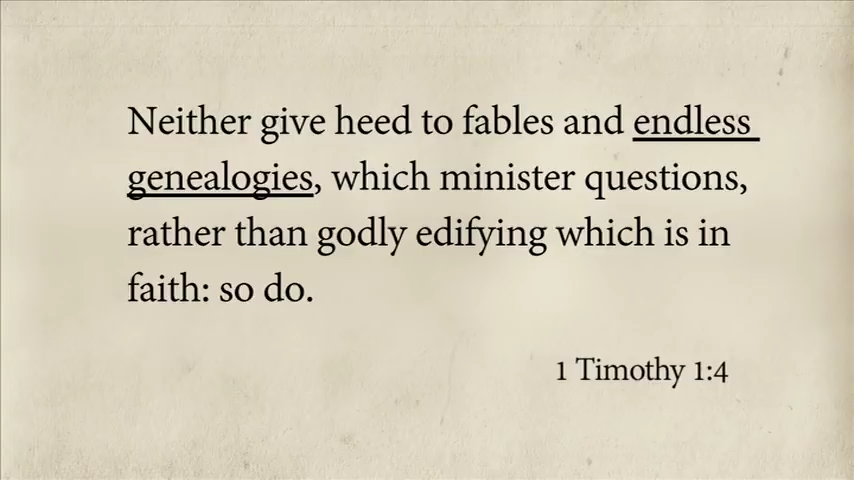 Neither give heed to fables and endless
genealogies, which minister questions,
rather than godly edifying which is in
faith: so do.
1 Timothy 1:4